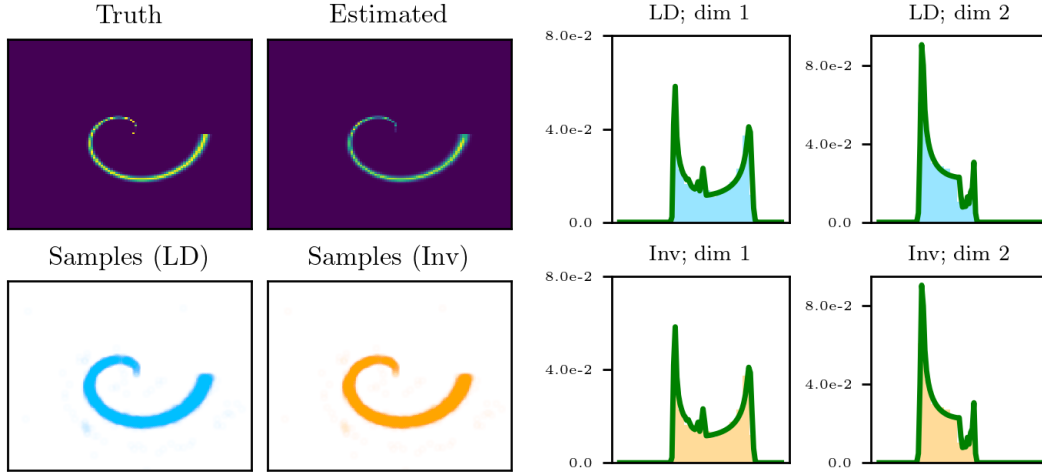 Truth
Estimated
LD; dim 1
LD; dim 2
8.0e-2
4.0e-2
0.0
8.0e-2
4.0e-2
0.0
Samples (LD)
Samples (Inv)
Inv; dim 1
Inv; dim 2
8.0e-2
4.0e-2
0.0
8.0e-2
4.0e-2
0.0